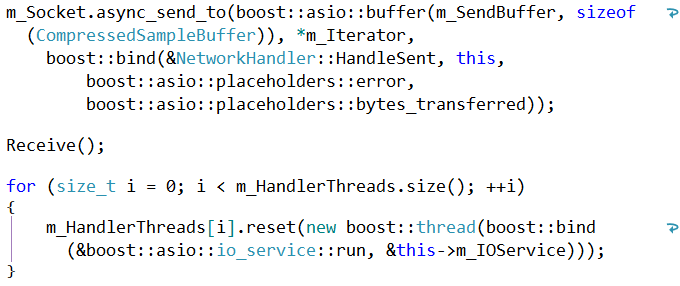 m_Socket.async_send_to(boost::asio::buffer(m_SendBuffer, sizeof
(CompressedSampleBuffer)), *m_Iterator,
boost::bind(&NetworkHandler::HandleSent, this,
boost::asio::placeholders::error,
boost::asio::placeholders::bytes_transferred));
Receive();
for (size_t i = 0; i < m_HandlerThreads.size(); ++i)
{
m_HandlerThreads[i].reset(new boost::thread(boost::bind
(&boost::asio::io_service::run, &this->m_IOService)));
}